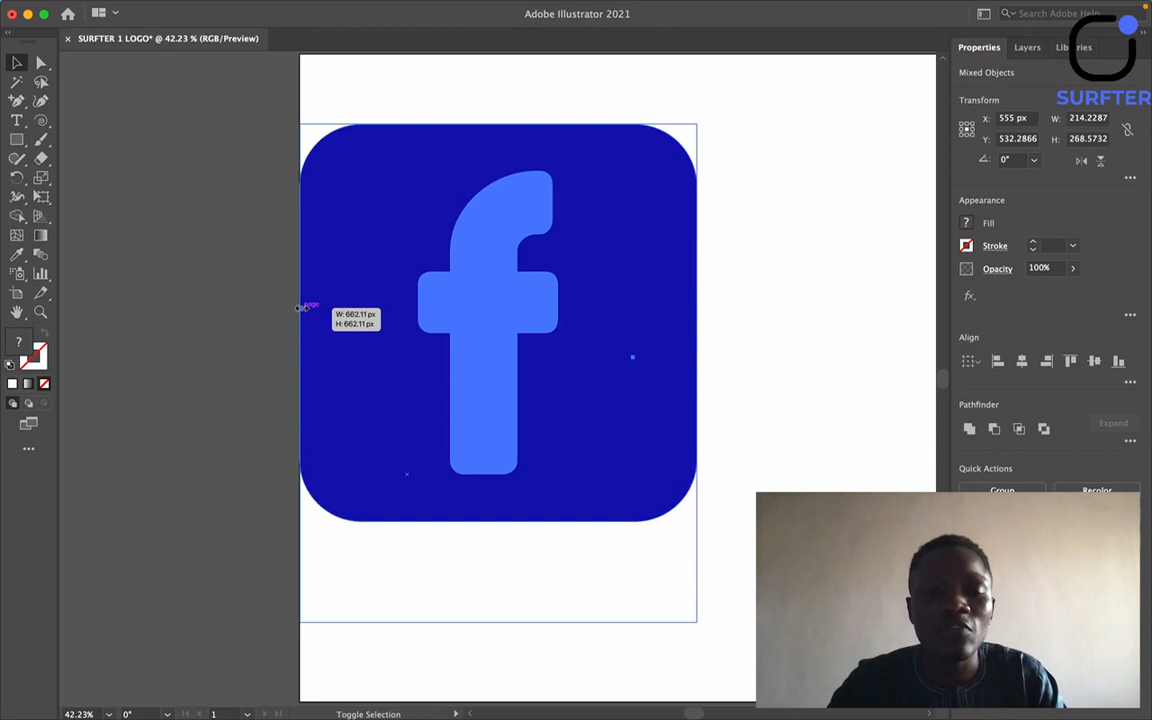 Adobe Illustrator 2021
Search Adobe Help
SURFTER 1 LOGO* @ 42.23 % (RGB/Preview)
Properties
Layers
Libraries
SURFTER
Mixed Objects
Transform
X: 555 px
W: 214.2287
Y: 532.2866
H: 268.5732
0°
Appearance
? Fill
Stroke
Opacity
100%
fx.
Align
page
W: 662.11 px
H: 662.11 px
T
?
Pathfinder
Expand
Quick Actions
Group
Recolor
42.23%
0°
1
Toggle Selection